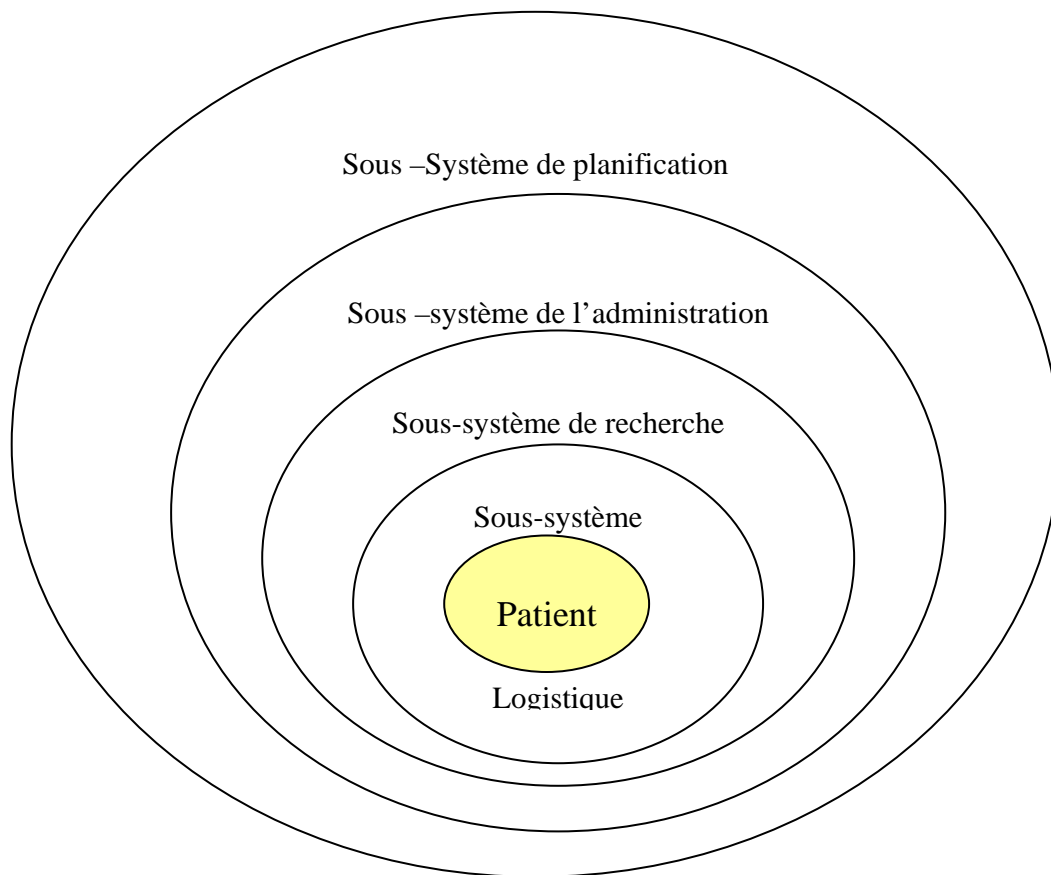 Sous –Système de planification
Sous –système de l’administration
Sous-système de recherche
Sous-système
Patient
Logistique